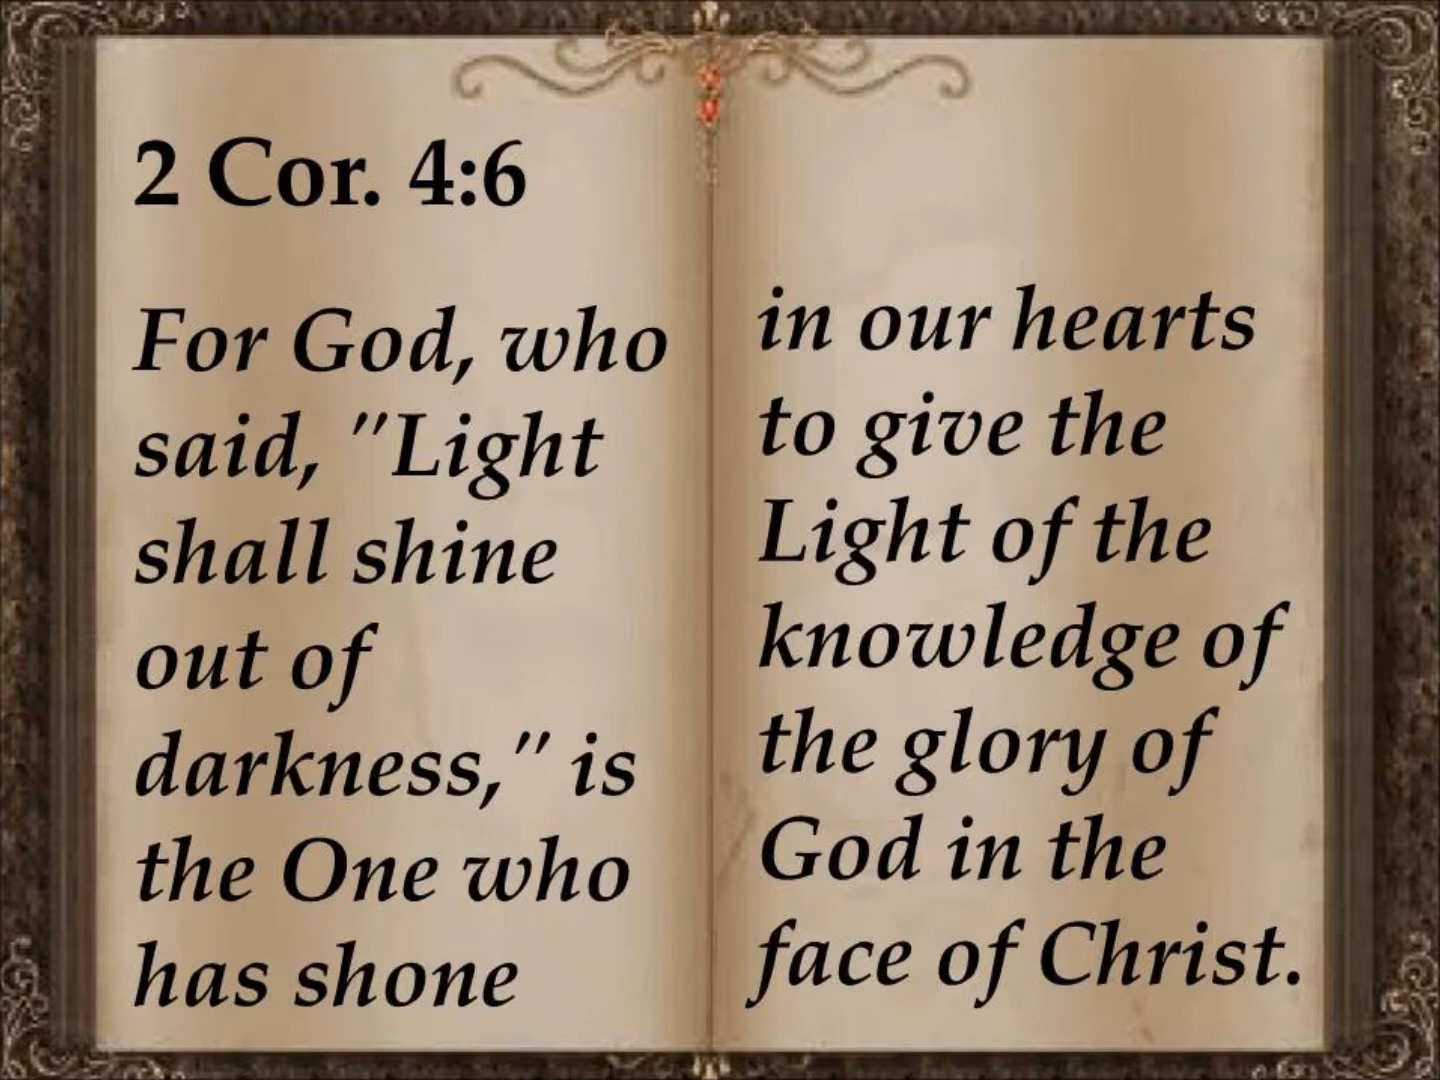 2 Cor. 4:6
For God, who
said, "Light
shall shine
out of
darkness," is
the One who
has shone
in our hearts
to give the
Light of the
knowledge of
the glory of
God in the
face of Christ.